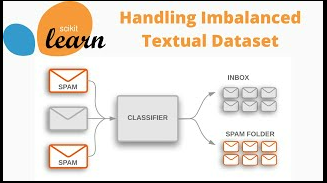 scikit
learn
Handling Imbalanced
Textual Dataset
SPAM
SPAM
CLASSIFIER
INBOX
SPAM FOLDER